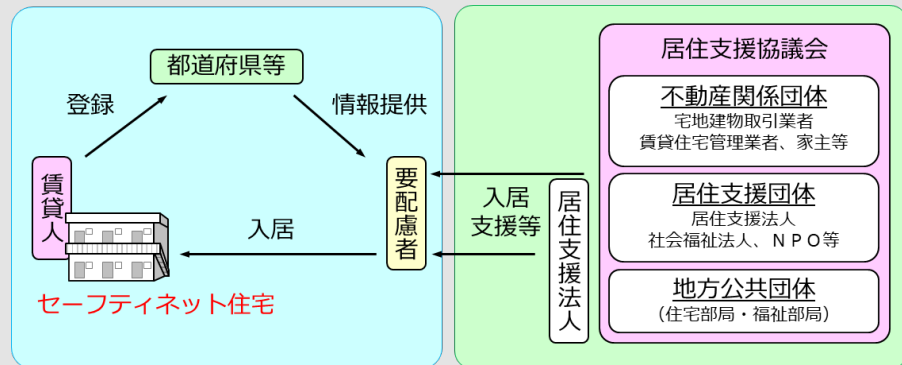 都道府県等
登録
情報提供
賃貸人
要配慮者
入居
セーフティネット住宅
入居
支援等
居住支援法人
居住支援協議会
不動産関係団体
宅地建物取引業者
賃貸住宅管理業者、家主等
居住支援団体
居住支援法人
社会福祉法人、ＮＰＯ等
地方公共団体
（住宅部局・福祉部局）